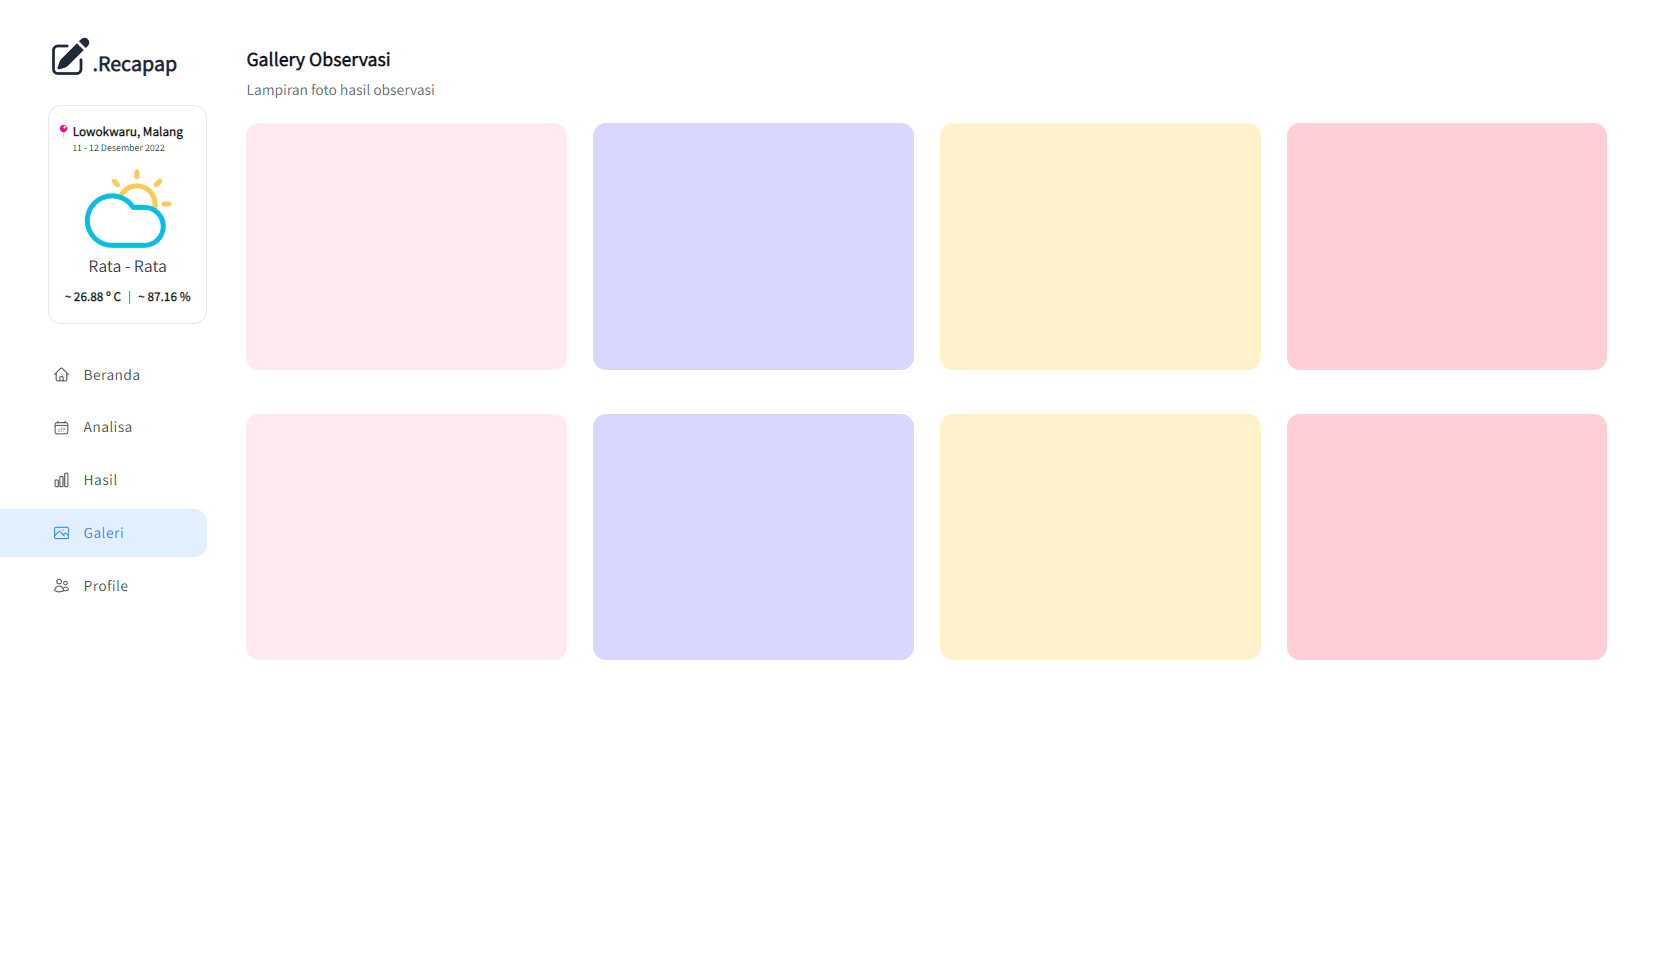 .Recapap
Lowokwaru, Malang
11 - 12 Desember 2022
Rata - Rata
~ 26.88 º C | ~ 87.16 %
Beranda
Analisa
Hasil
Galeri
Profile
Gallery Observasi
Lampiran foto hasil observasi